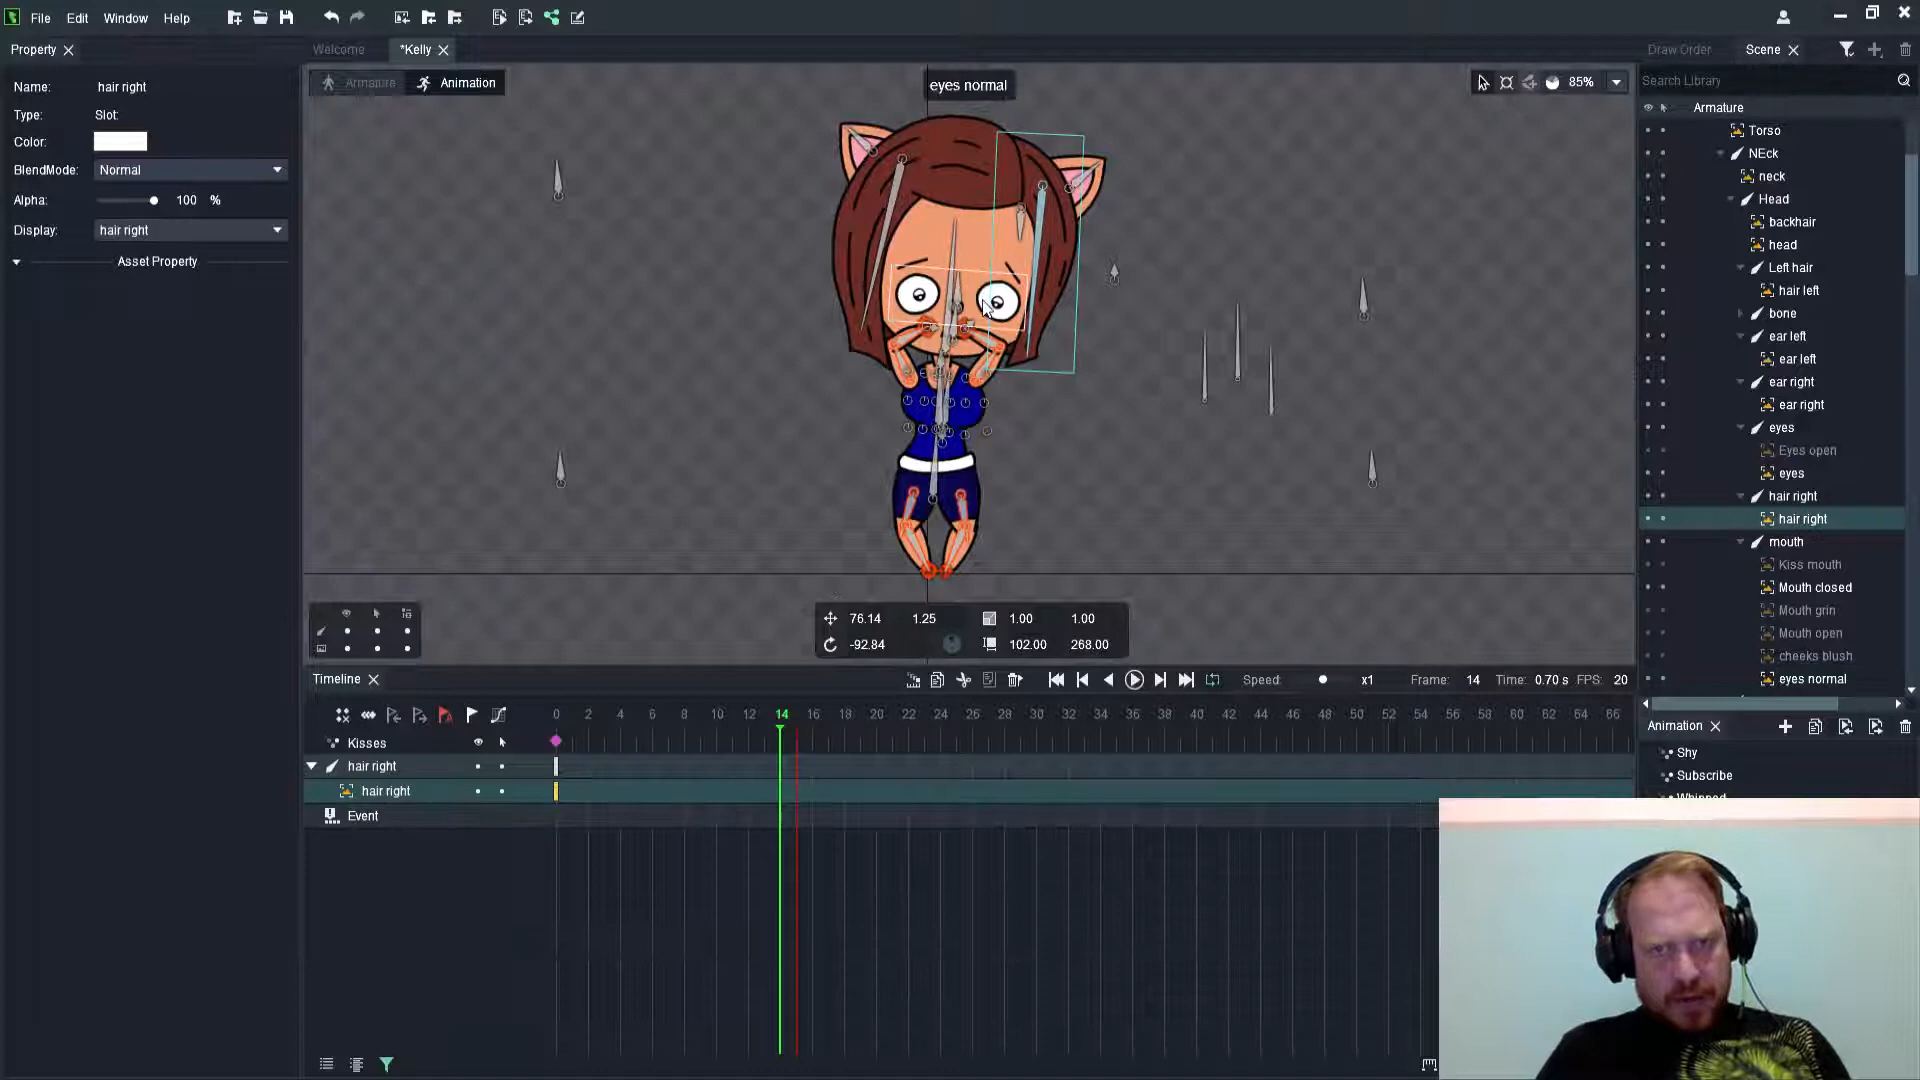 File Edit Window Help
Property
Welcome *Kelly
Draw Order Scene
Name: hair right
Type: Slot:
Color:
BlendMode: Normal
Alpha: 100 %
Display: hair right
Asset Property
Armature Animation
eyes normal
85%
Search Library
Armature
Torso
NEck
neck
Head
backhair
head
Left hair
hair left
bone
ear left
ear left
ear right
ear right
eyes
Eyes open
eyes
hair right
hair right
mouth
Kiss mouth
Mouth closed
Mouth grin
Mouth open
cheeks blush
eyes normal
76.14 1.25 1.00 1.00
-92.84 102.00 268.00
Timeline
Speed: x1 Frame: 14 Time: 0.70 s FPS: 20
0 2 4 6 8 10 12 14 16 18 20 22 24 26 28 30 32 34 36 38 40 42 44 46 48 50 52 54 56 58 60 62 64 66
Kisses
hair right
hair right
Event
Animation
Shy
Subscribe
Whipped